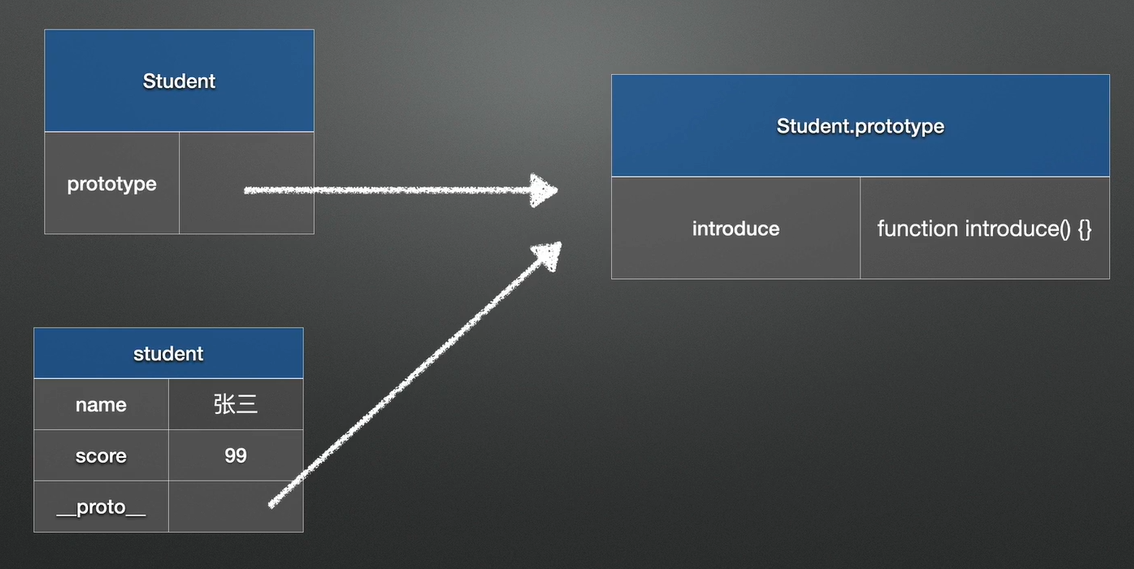 Student
prototype
Student.prototype
introduce
function introduce() {}
student
name
张三
score
99
__proto__